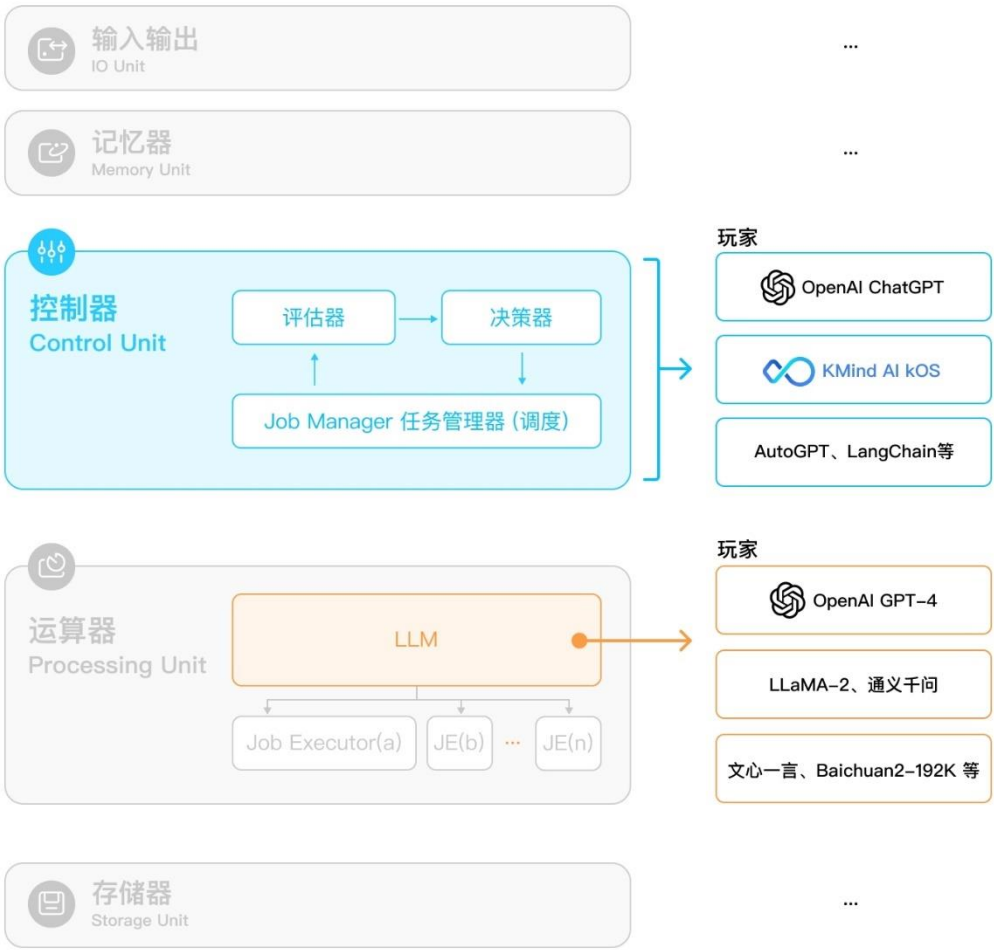 输入输出
IO Unit
...
记忆器
Memory Unit
...
控制器
Control Unit
评估器
决策器
Job Manager 任务管理器 (调度)
玩家
OpenAI ChatGPT
KMind AI kOS
AutoGPT、LangChain等
运算器
Processing Unit
LLM
Job Executor(a)
JE(b)
...
JE(n)
玩家
OpenAI GPT-4
LLaMA-2、通义千问
文心一言、Baichuan2-192K 等
存储器
Storage Unit
...